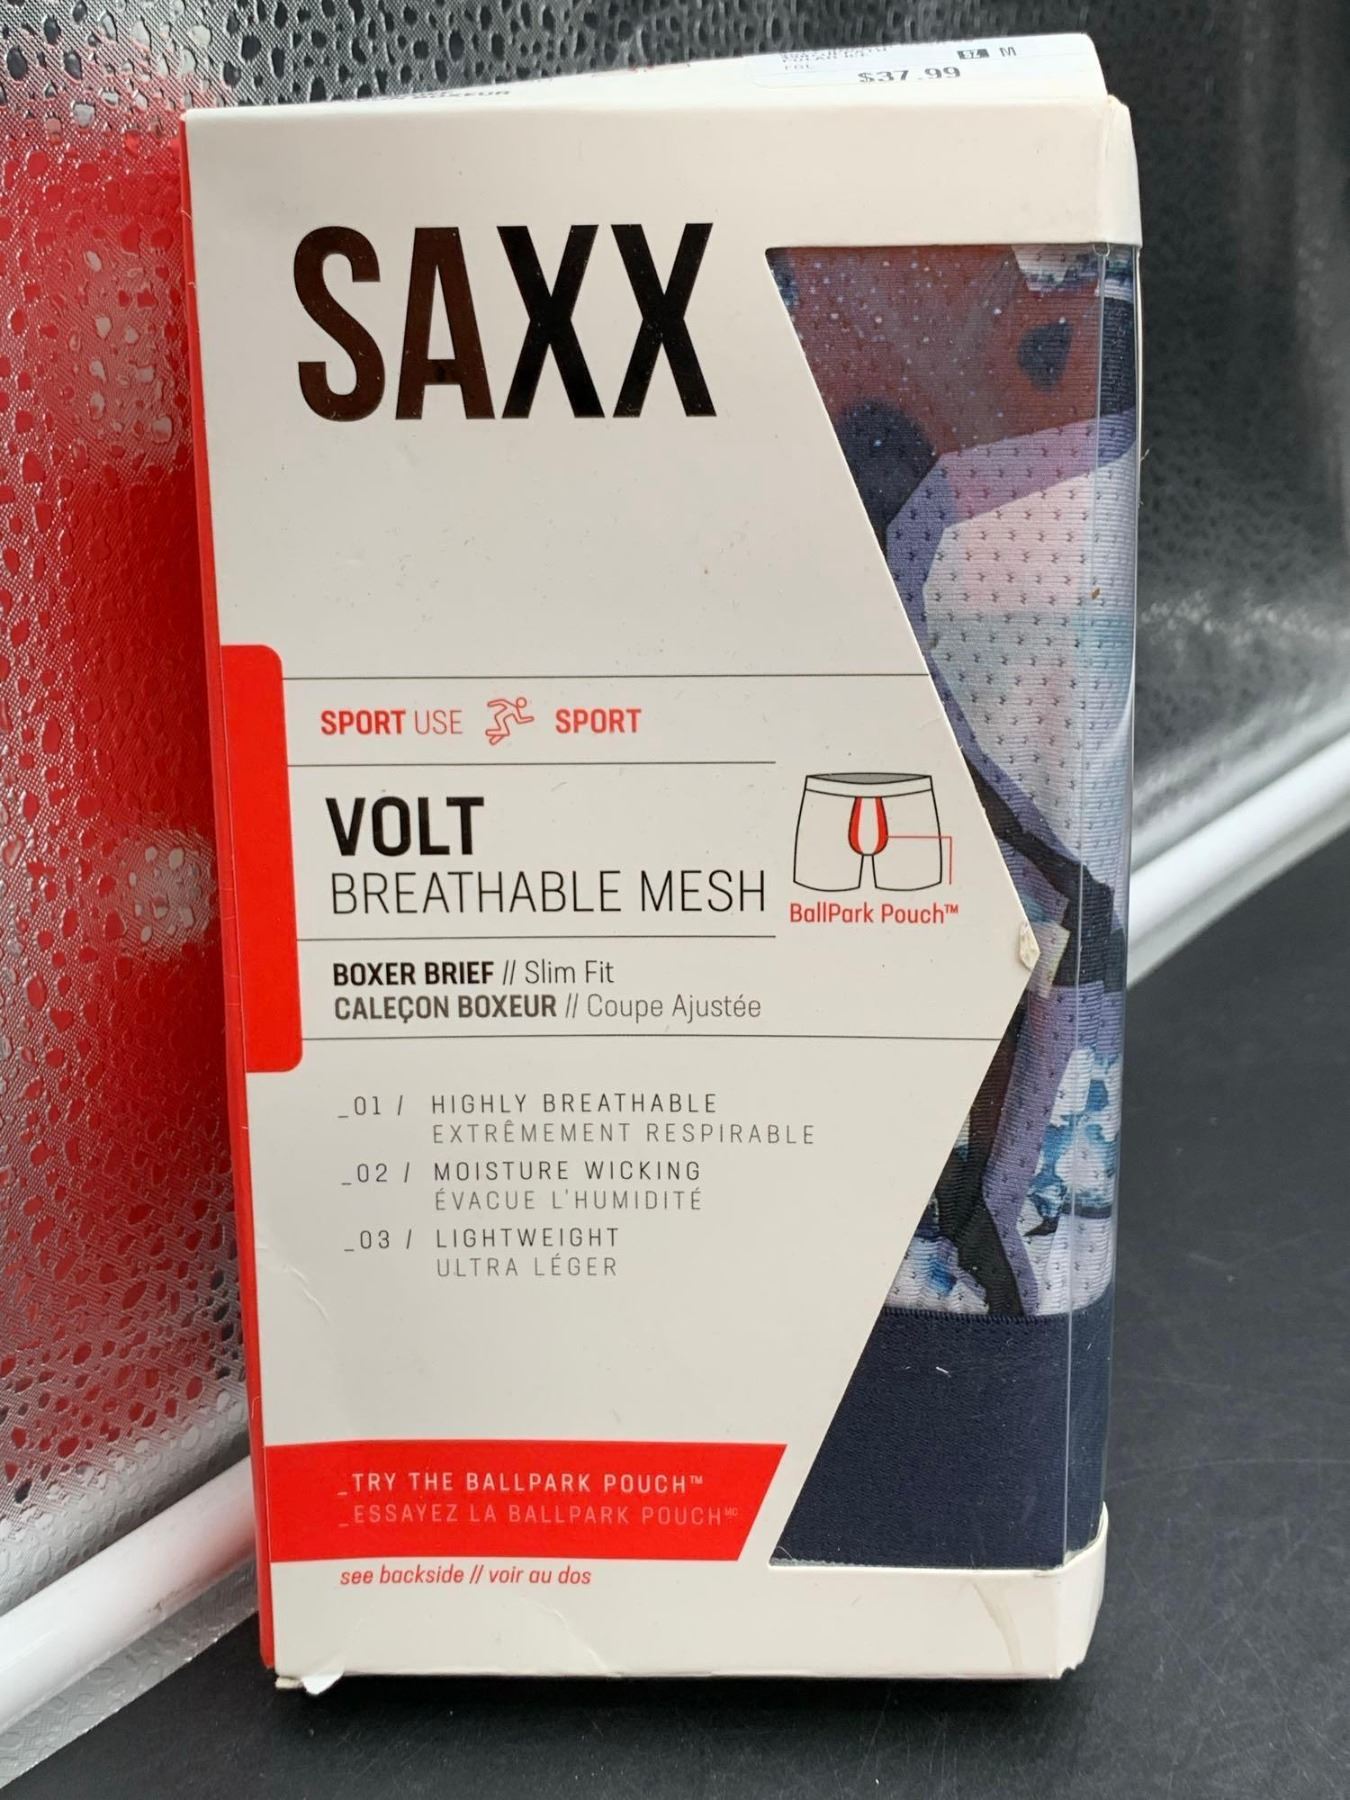 SZ M
$37.99
SAXX
SPORT USE SPORT
VOLT
BREATHABLE MESH
BallPark Pouch™
BOXER BRIEF // Slim Fit
CALEÇON BOXEUR // Coupe Ajustée
_01 / HIGHLY BREATHABLE
EXTRÊMEMENT RESPIRABLE
_02 / MOISTURE WICKING
ÉVACUE L'HUMIDITÉ
_03 / LIGHTWEIGHT
ULTRA LÉGER
_TRY THE BALLPARK POUCH™
_ESSAYEZ LA BALLPARK POUCHᴹᶜ
see backside // voir au dos